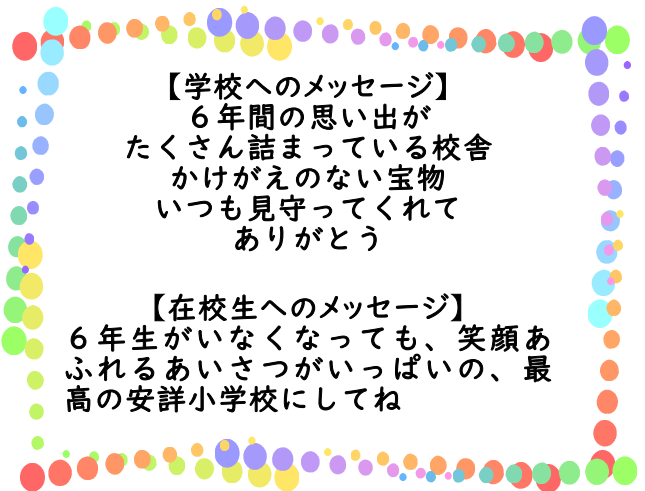 【学校へのメッセージ】
６年間の思い出が
たくさん詰まっている校舎
かけがえのない宝物
いつも見守ってくれて
ありがとう
【在校生へのメッセージ】
６年生がいなくなっても、笑顔あ
ふれるあいさつがいっぱいの、最
高の安詳小学校にしてね